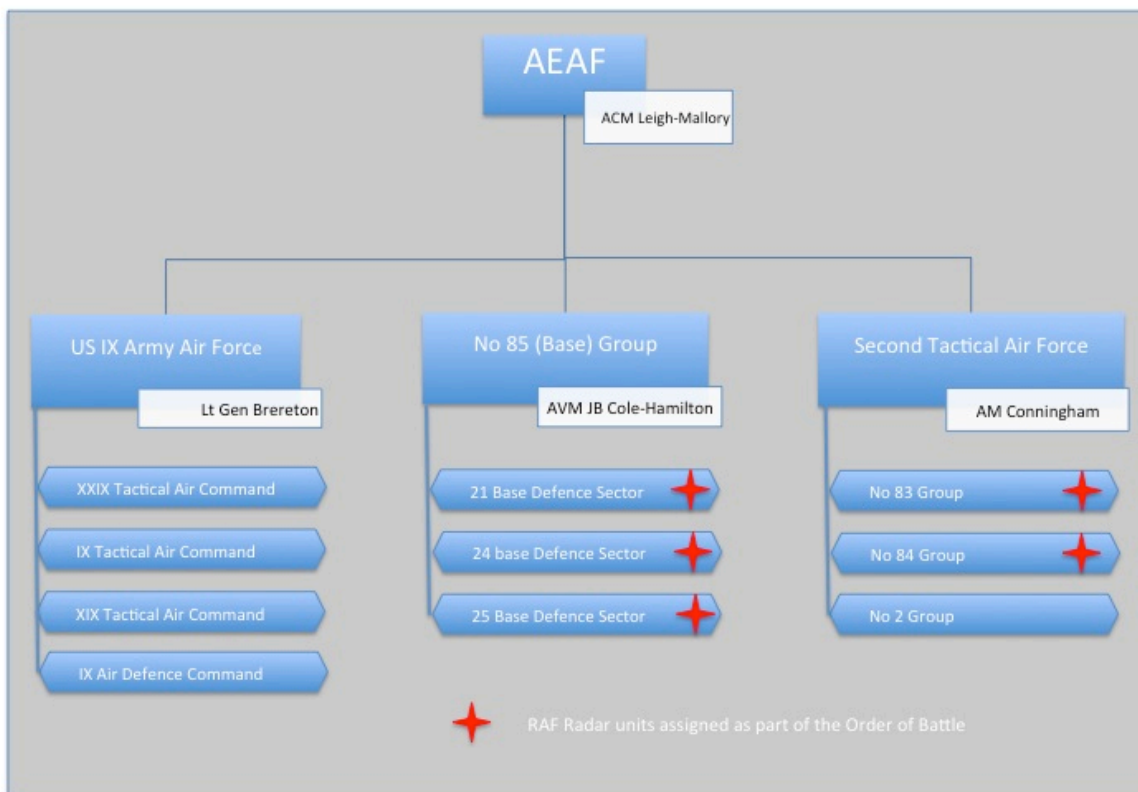 AEAF
ACM Leigh-Mallory
US IX Army Air Force
Lt Gen Brereton
XXIX Tactical Air Command
IX Tactical Air Command
XIX Tactical Air Command
IX Air Defence Command
No 85 (Base) Group
AVM JB Cole-Hamilton
21 Base Defence Sector
24 base Defence Sector
25 Base Defence Sector
Second Tactical Air Force
AM Conningham
No 83 Group
No 84 Group
No 2 Group
RAF Radar units assigned as part of the Order of Battle